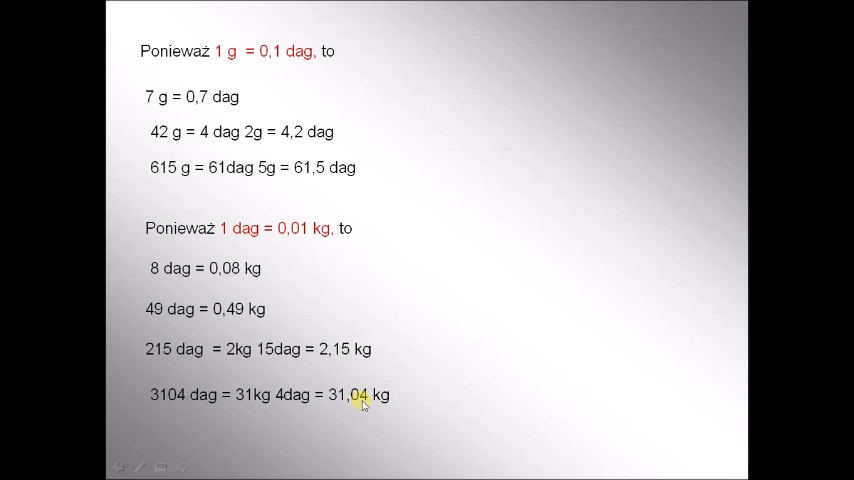 Ponieważ 1 g = 0,1 dag, to
7 g = 0,7 dag
42 g = 4 dag 2g = 4,2 dag
615 g = 61dag 5g = 61,5 dag
Ponieważ 1 dag = 0,01 kg, to
8 dag = 0,08 kg
49 dag = 0,49 kg
215 dag = 2kg 15dag = 2,15 kg
3104 dag = 31kg 4dag = 31,04 kg